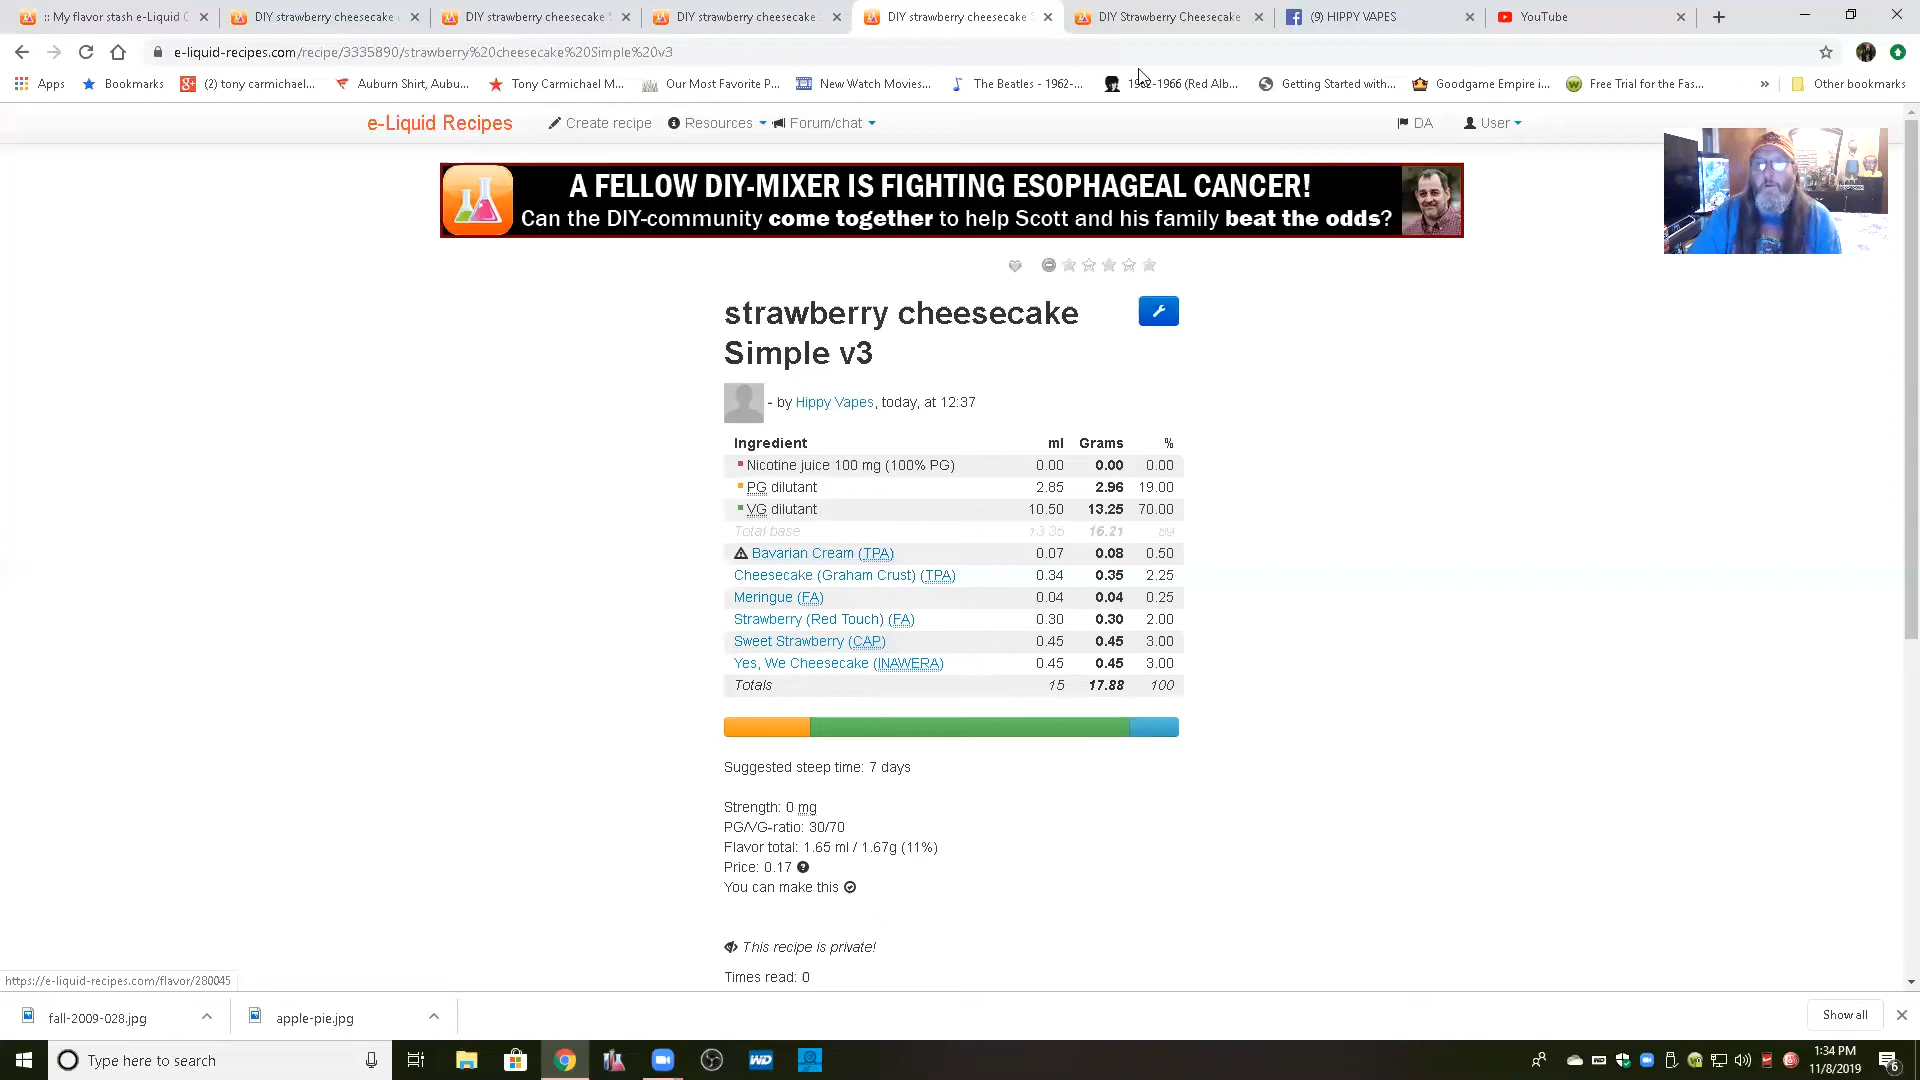 :: My flavor stash e-Liquid
DIY strawberry cheesecake
DIY strawberry cheesecake
DIY strawberry cheesecake
DIY strawberry cheesecake
DIY Strawberry Cheesecake
(9) HIPPY VAPES
YouTube
e-liquid-recipes.com/recipe/3335890/strawberry%20cheesecake%20Simple%20v3
Apps
Bookmarks
(2) tony carmichael...
Auburn Shirt, Aubu...
Tony Carmichael M...
Our Most Favorite P...
New Watch Movies...
The Beatles - 1962-...
1962-1966 (Red Alb...
Getting Started with...
Goodgame Empire i...
Free Trial for the Fas...
»
Other bookmarks
e-Liquid Recipes
Create recipe
Resources
Forum/chat
DA
User
A FELLOW DIY-MIXER IS FIGHTING ESOPHAGEAL CANCER!
Can the DIY-community come together to help Scott and his family beat the odds?
strawberry cheesecake
Simple v3
- by Hippy Vapes, today, at 12:37
Ingredient ml Grams %
Nicotine juice 100 mg (100% PG) 0.00 0.00 0.00
PG dilutant 2.85 2.96 19.00
VG dilutant 10.50 13.25 70.00
Total base 13.35 16.21 89
Bavarian Cream (TPA) 0.07 0.08 0.50
Cheesecake (Graham Crust) (TPA) 0.34 0.35 2.25
Meringue (FA) 0.04 0.04 0.25
Strawberry (Red Touch) (FA) 0.30 0.30 2.00
Sweet Strawberry (CAP) 0.45 0.45 3.00
Yes, We Cheesecake (INAWERA) 0.45 0.45 3.00
Totals 15 17.88 100
Suggested steep time: 7 days
Strength: 0 mg
PG/VG-ratio: 30/70
Flavor total: 1.65 ml / 1.67g (11%)
Price: 0.17
You can make this
This recipe is private!
Times read: 0
https://e-liquid-recipes.com/flavor/280045
fall-2009-028.jpg
apple-pie.jpg
Show all
Type here to search
WD
1:34 PM
11/8/2019
6